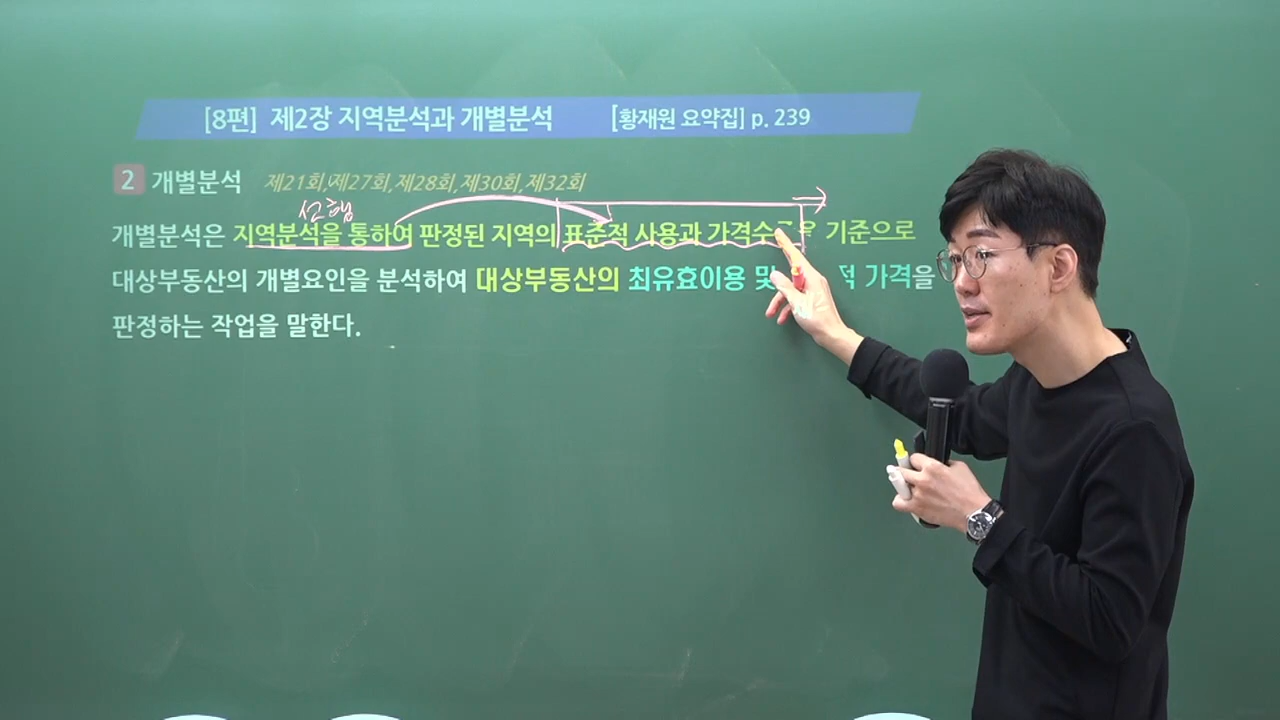 [8편] 제2장 지역분석과 개별분석 [황재원 요약집] p. 239
2 개별분석 제21회,제27회,제28회,제30회,제32회
선행
개별분석은 지역분석을 통하여 판정된 지역의 표준적 사용과 가격수준을 기준으로
대상부동산의 개별요인을 분석하여 대상부동산의 최유효이용 및 적 가격을
판정하는 작업을 말한다.